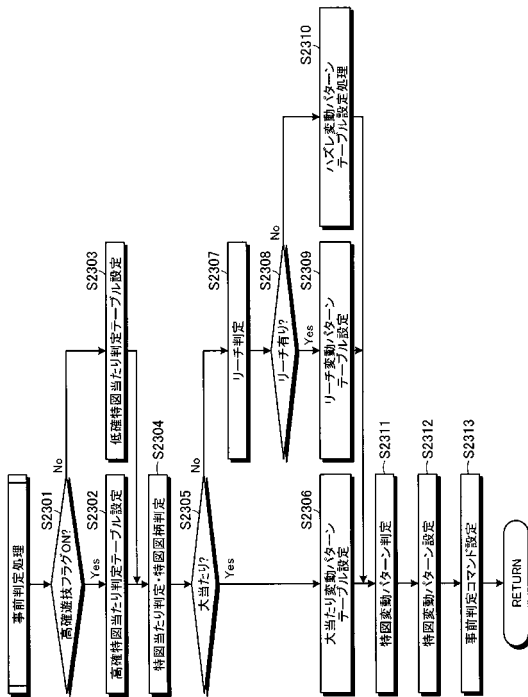 事前判定処理
S2301
高確遊技フラグON?
No
Yes
S2302
高確特図当たり判定テーブル設定
S2303
低確特図当たり判定テーブル設定
S2304
特図当たり判定・特図図柄判定
S2305
大当たり?
No
Yes
S2306
大当たり変動パターン
テーブル設定
S2307
リーチ判定
S2308
リーチ有り?
No
Yes
S2309
リーチ変動パターン
テーブル設定
S2310
ハズレ変動パターン
テーブル設定処理
S2311
特図変動パターン判定
S2312
特図変動パターン設定
S2313
事前判定コマンド設定
RETURN